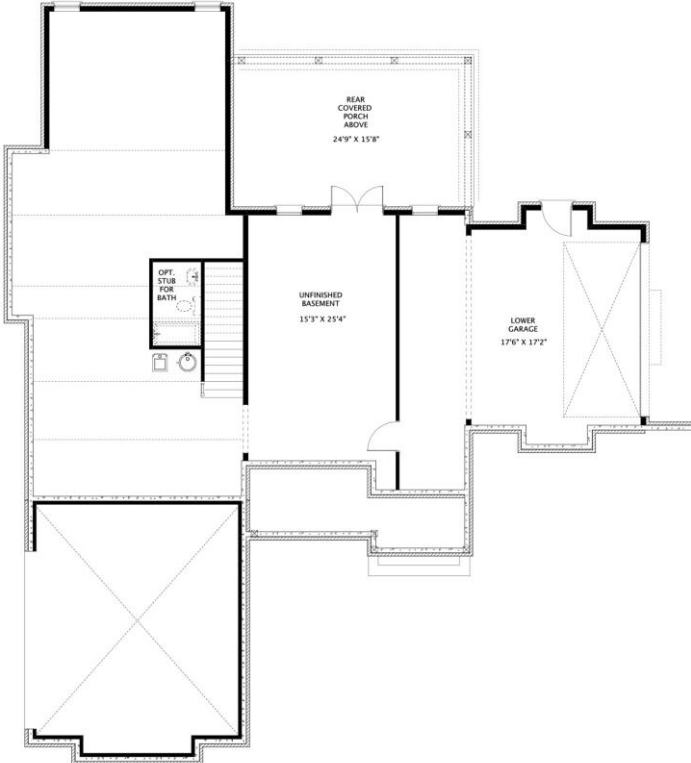 REAR
COVERED
PORCH
ABOVE
24'9" X 15'8"
OPT.
STUB
FOR
BATH
UNFINISHED
BASEMENT
15'3" X 25'4"
LOWER
GARAGE
17'6" X 17'2"